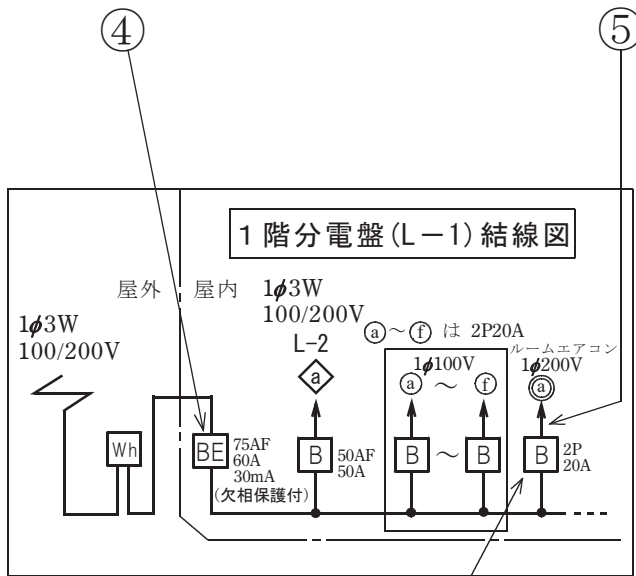 ④
⑤
1階分電盤(L-1)結線図
屋外
屋内
1φ3W
100/200V
1φ3W
100/200V
L-2
a
ⓐ~ⓕ は 2P20A
1φ100V
ⓐ ~ ⓕ
ルームエアコン
1φ200V
ⓐ
Wh
BE
75AF
60A
30mA
(欠相保護付)
B
50AF
50A
B ~ B
B
2P
20A